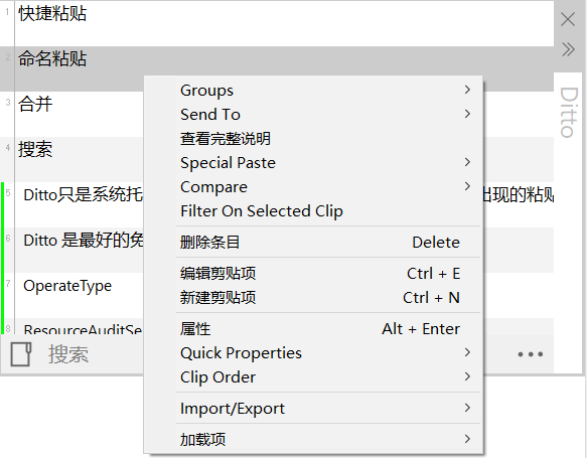 1 快捷粘贴
2 命名粘贴
3 合并
4 搜索
5 Ditto只是系统托
出现的粘贴
6 Ditto 是最好的免
7 OperateType
8 ResourceAuditSe
搜索
Ditto
Groups
Send To
查看完整说明
Special Paste
Compare
Filter On Selected Clip
删除条目 Delete
编辑剪贴项 Ctrl + E
新建剪贴项 Ctrl + N
属性 Alt + Enter
Quick Properties
Clip Order
Import/Export
加载项